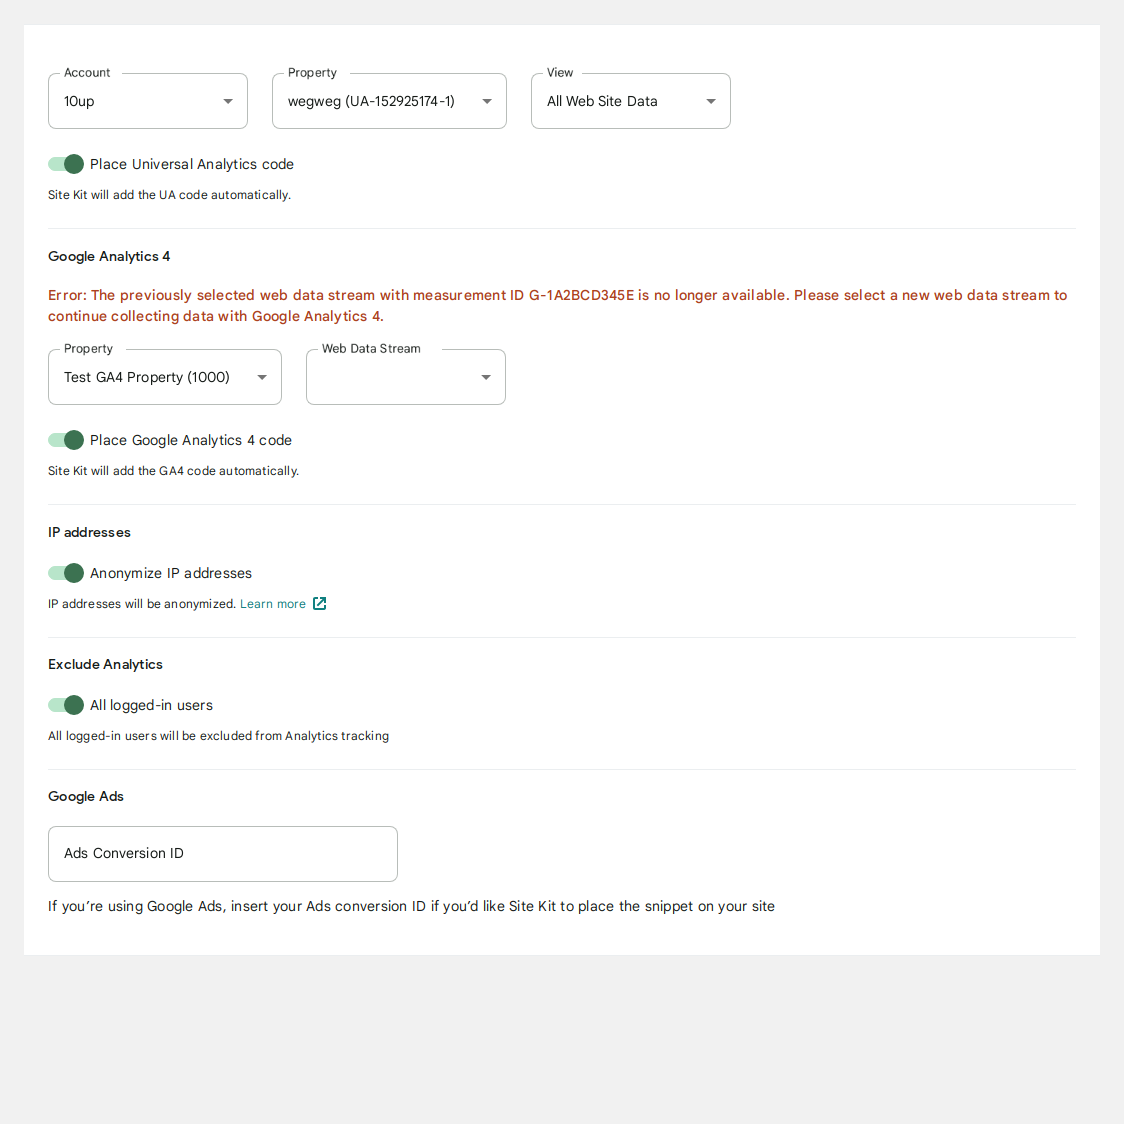 Account
Property
View
10up
wegweg (UA-152925174-1)
All Web Site Data
Place Universal Analytics code
Site Kit will add the UA code automatically.
Google Analytics 4
Error: The previously selected web data stream with measurement ID G-1A2BCD345E is no longer available. Please select a new web data stream to
continue collecting data with Google Analytics 4.
Property
Web Data Stream
Test GA4 Property (1000)
Place Google Analytics 4 code
Site Kit will add the GA4 code automatically.
IP addresses
Anonymize IP addresses
IP addresses will be anonymized. Learn more
Exclude Analytics
All logged-in users
All logged-in users will be excluded from Analytics tracking
Google Ads
Ads Conversion ID
If you’re using Google Ads, insert your Ads conversion ID if you’d like Site Kit to place the snippet on your site